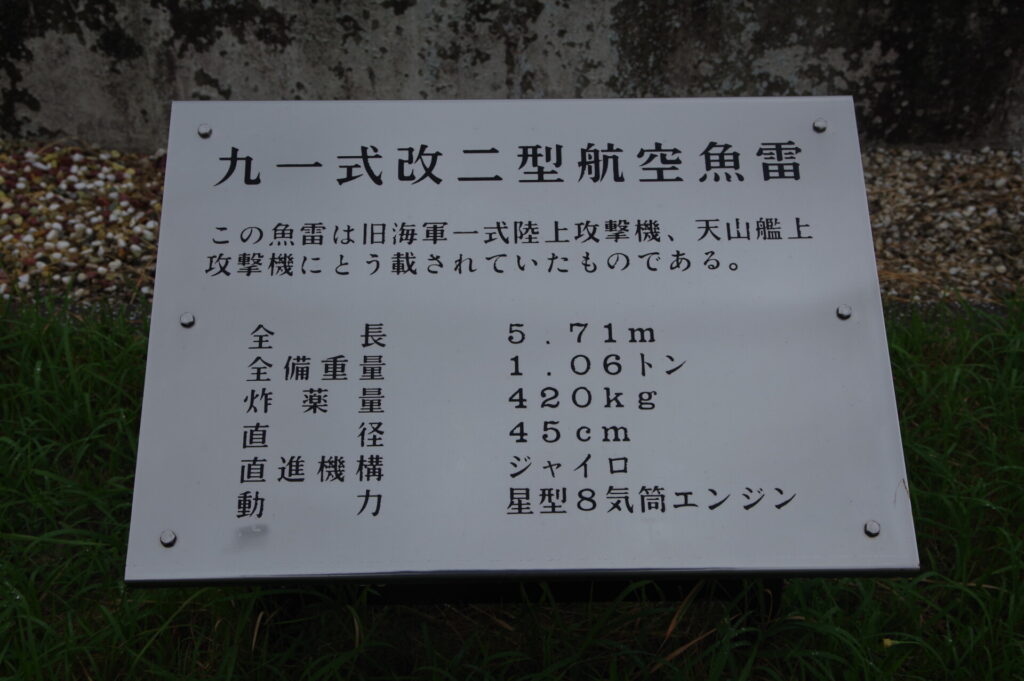 九一式改二型航空魚雷
この魚雷は旧海軍一式陸上攻撃機、天山艦上
攻撃機にとう載されていたものである。
全長 5.71m
全備重量 1.06トン
炸薬量 420kg
直径 45cm
直進機構 ジャイロ
動力 星型8気筒エンジン